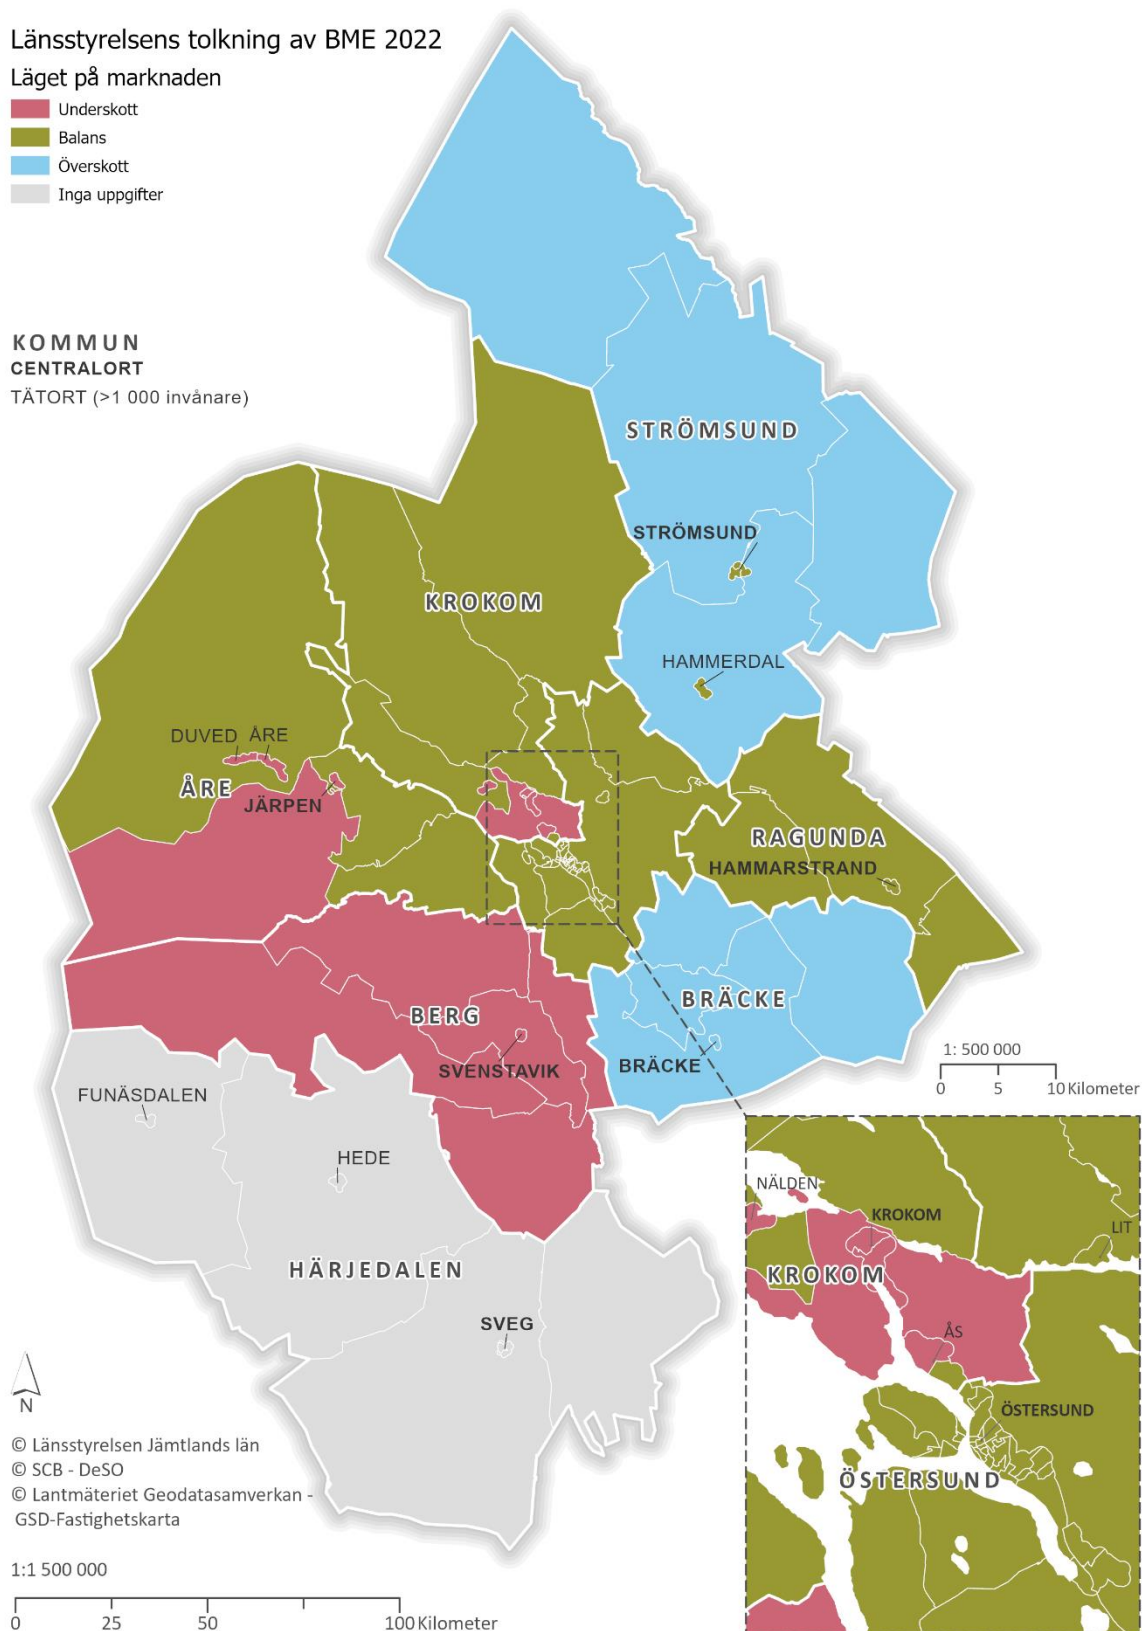 Länsstyrelsens tolkning av BME 2022
Läget på marknaden
Underskott
Balans
Överskott
Inga uppgifter
KOMMUN
CENTRALORT
TÄTORT (>1 000 invånare)
STRÖMSUND
STRÖMSUND
KROKOM
HAMMERDAL
DUVED ÅRE
ÅRE
JÄRPEN
RAGUNDA
HAMMARSTRAND
BRÄCKE
BERG
SVENSTAVIK
BRÄCKE
1: 500 000
0 5 10 Kilometer
FUNÄSDALEN
HEDE
HÄRJEDALEN
SVEG
NÄLDEN
KROKOM
LIT
KROKOM
ÅS
ÖSTERSUND
ÖSTERSUND
N
© Länsstyrelsen Jämtlands län
© SCB - DeSO
© Lantmäteriet Geodatasamverkan -
GSD-Fastighetskarta
1:1 500 000
0 25 50 100 Kilometer